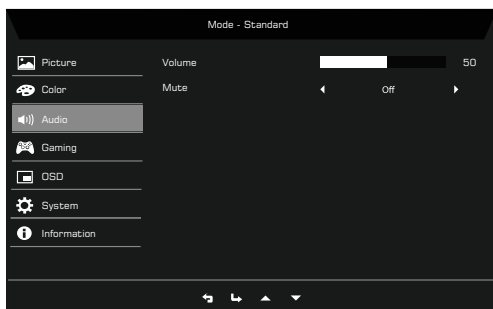 Mode - Standard
Picture
Volume 50
Color
Mute Off
Audio
Gaming
OSD
System
Information